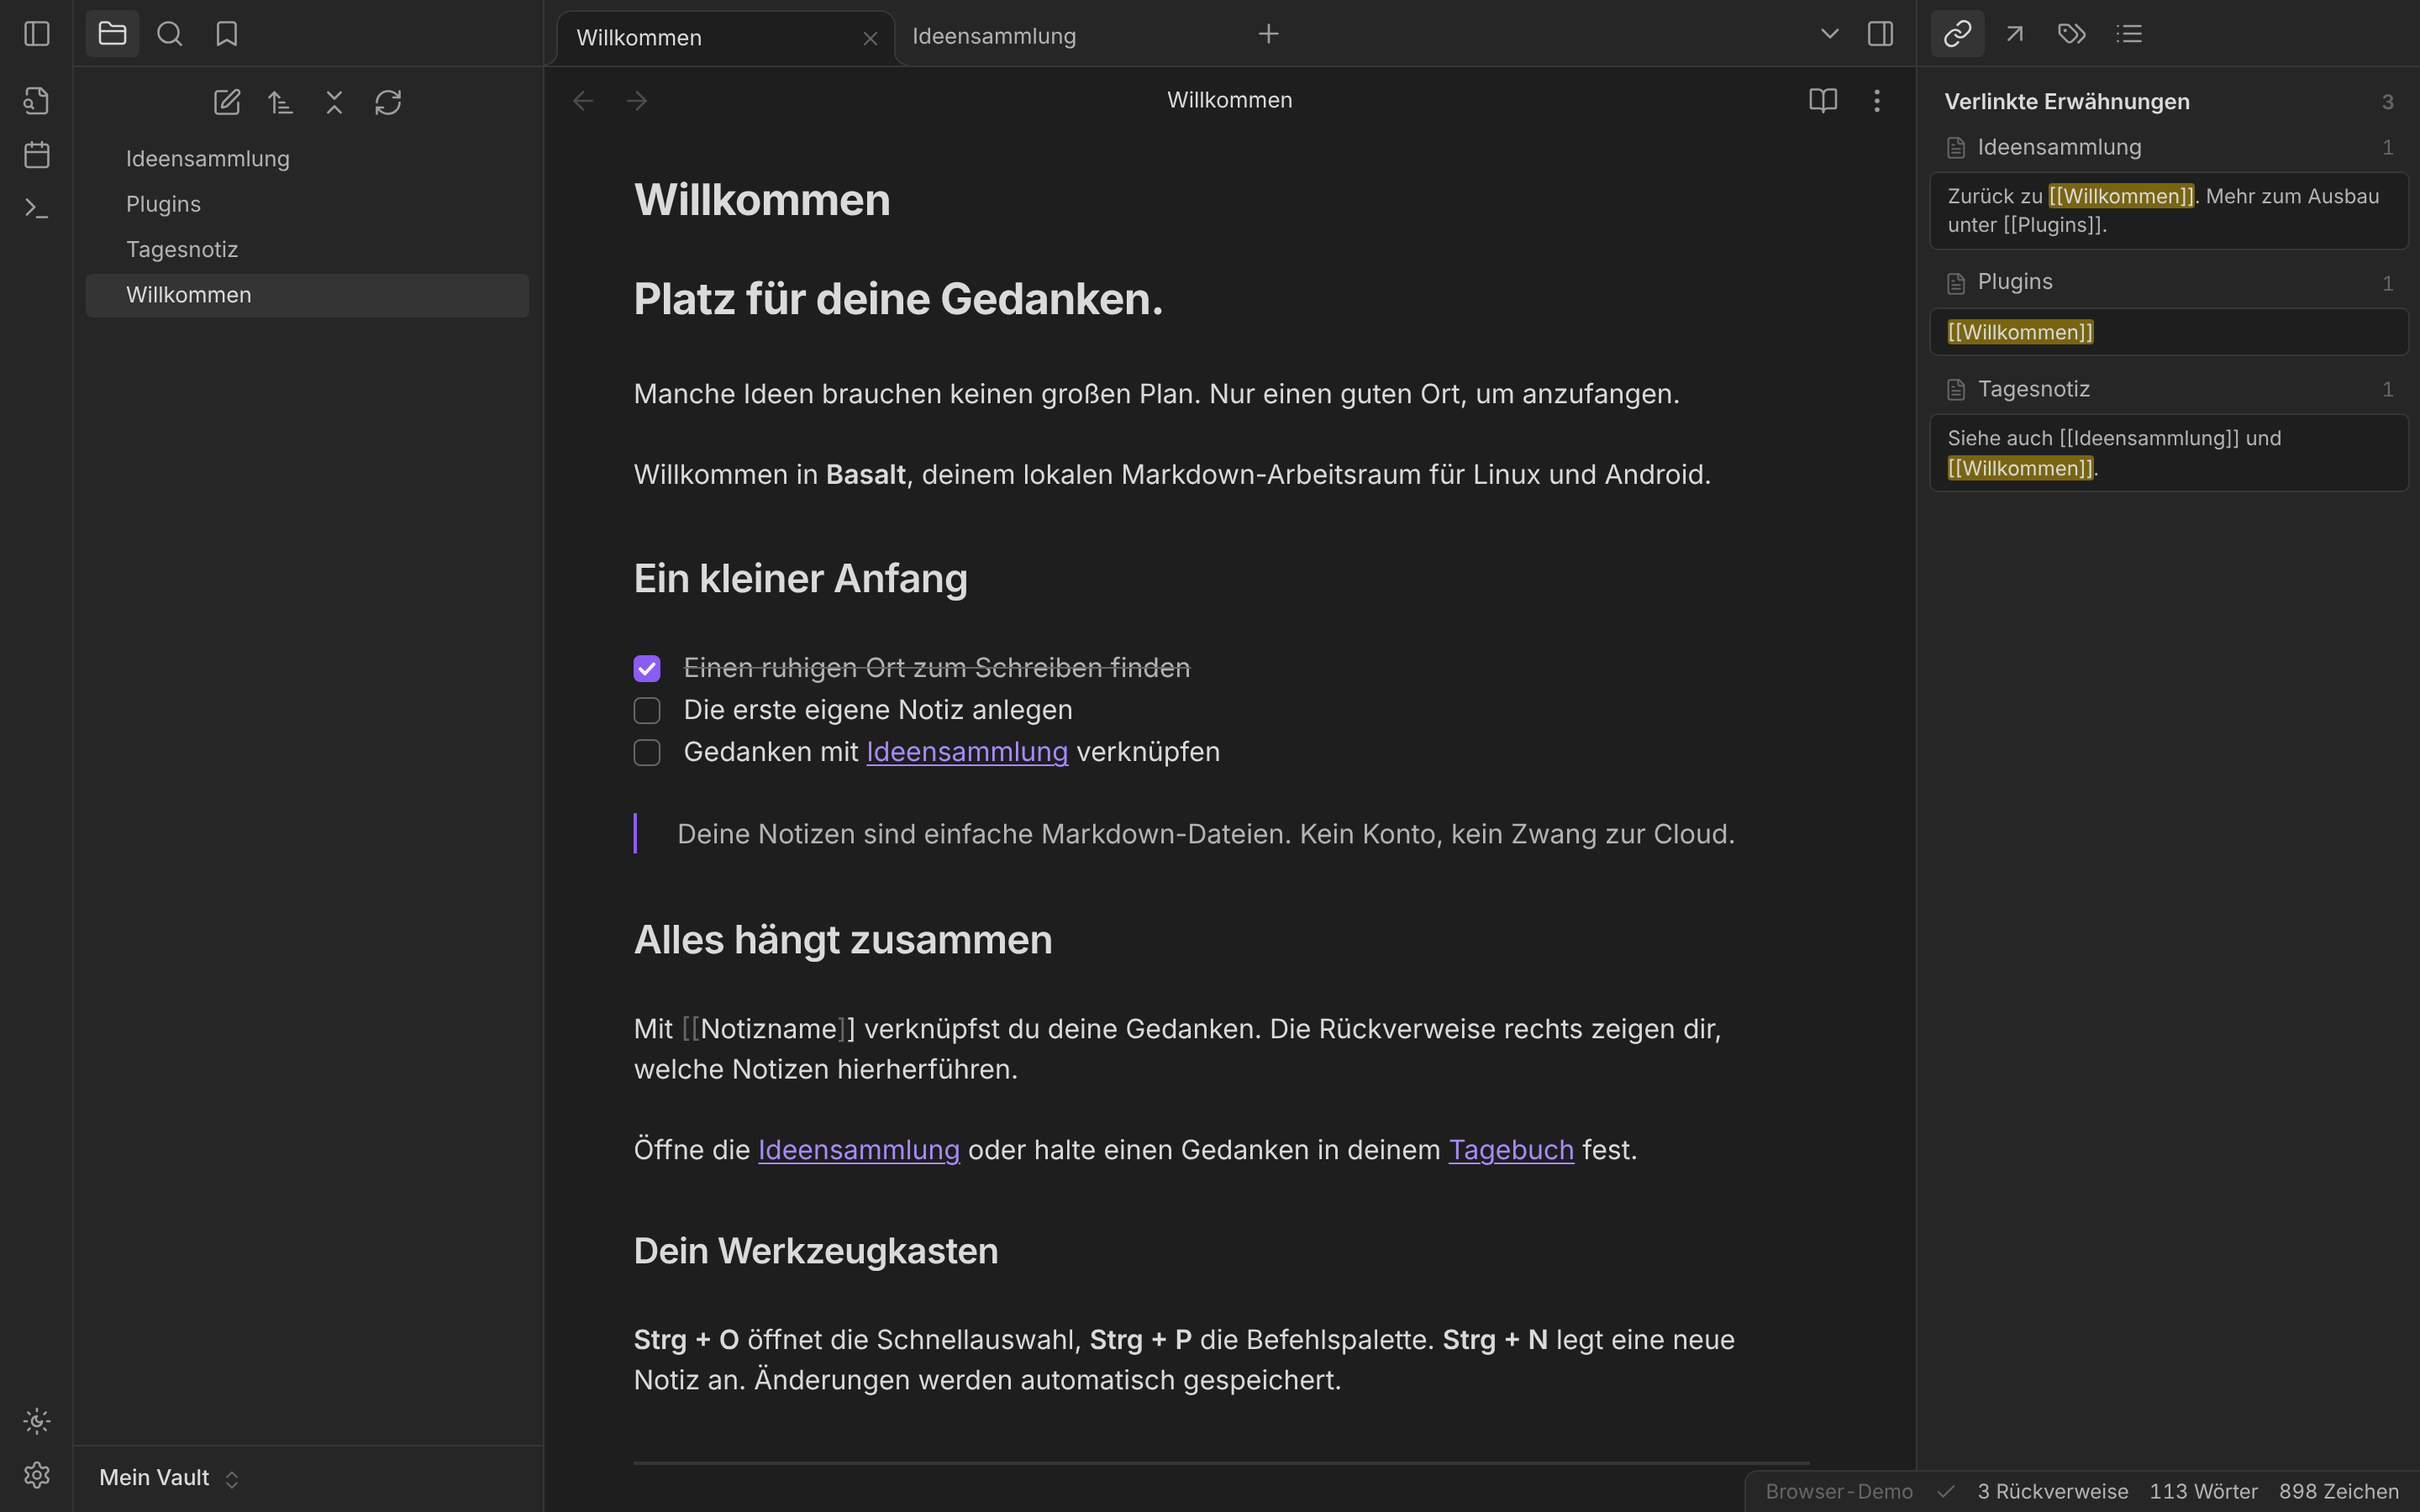 Willkommen
Ideensammlung
Ideensammlung
Plugins
Tagesnotiz
Willkommen
Mein Vault
Willkommen
Willkommen
Platz für deine Gedanken.
Manche Ideen brauchen keinen großen Plan. Nur einen guten Ort, um anzufangen.
Willkommen in Basalt, deinem lokalen Markdown-Arbeitsraum für Linux und Android.
Ein kleiner Anfang
Einen ruhigen Ort zum Schreiben finden
Die erste eigene Notiz anlegen
Gedanken mit Ideensammlung verknüpfen
Deine Notizen sind einfache Markdown-Dateien. Kein Konto, kein Zwang zur Cloud.
Alles hängt zusammen
Mit [[Notizname]] verknüpfst du deine Gedanken. Die Rückverweise rechts zeigen dir,
welche Notizen hierherführen.
Öffne die Ideensammlung oder halte einen Gedanken in deinem Tagebuch fest.
Dein Werkzeugkasten
Strg + O öffnet die Schnellauswahl, Strg + P die Befehlspalette. Strg + N legt eine neue
Notiz an. Änderungen werden automatisch gespeichert.
Verlinkte Erwähnungen 3
Ideensammlung 1
Zurück zu [[Willkommen]]. Mehr zum Ausbau
unter [[Plugins]].
Plugins 1
[[Willkommen]]
Tagesnotiz 1
Siehe auch [[Ideensammlung]] und
[[Willkommen]].
Browser-Demo 3 Rückverweise 113 Wörter 898 Zeichen